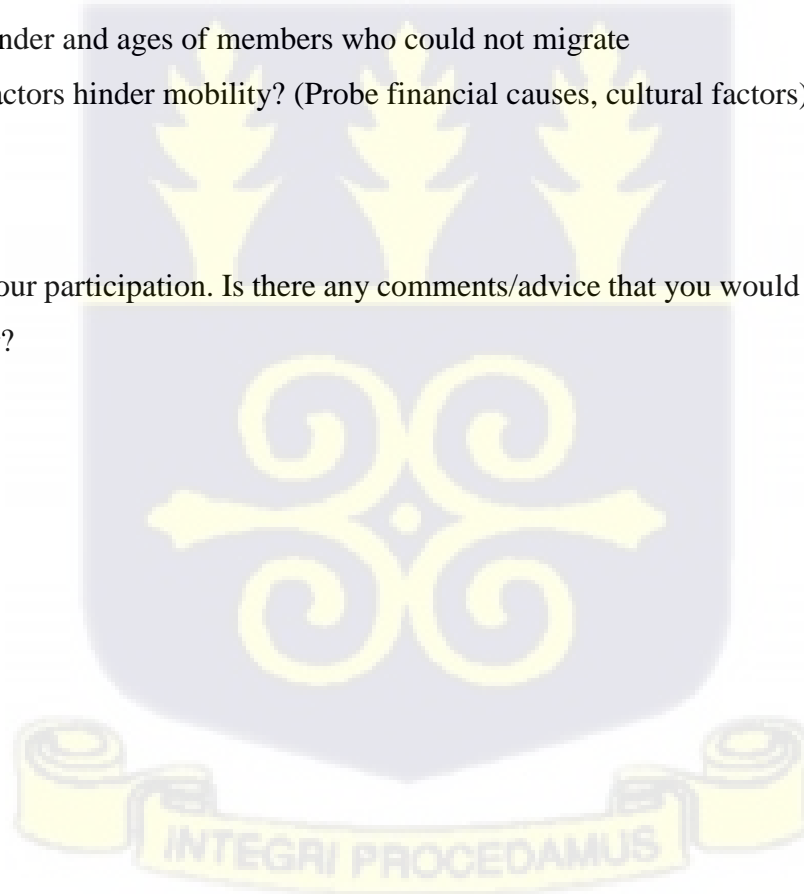 nder and ages of members who could not migrate
actors hinder mobility? (Probe financial causes, cultural factors)
our participation. Is there any comments/advice that you would
?
INTEGRI PROCEDAMUS